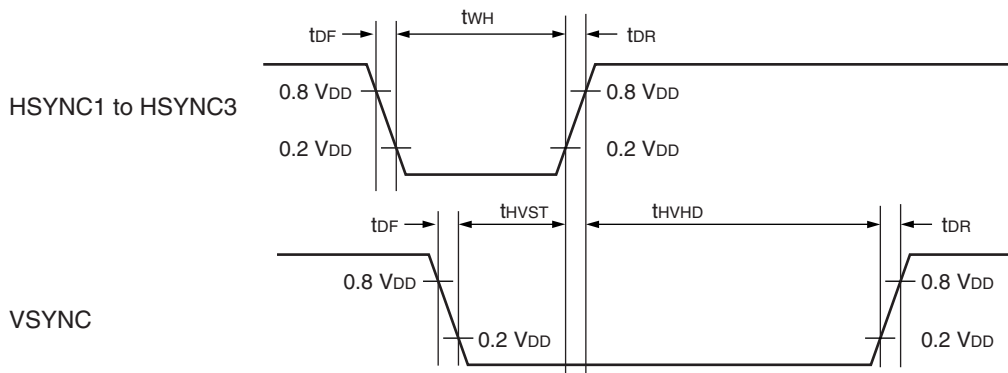 tWH
tDF
tDR
HSYNC1 to HSYNC3
0.8 VDD
0.8 VDD
0.2 VDD
0.2 VDD
tDF
tHVST
tHVHD
tDR
VSYNC
0.8 VDD
0.8 VDD
0.2 VDD
0.2 VDD